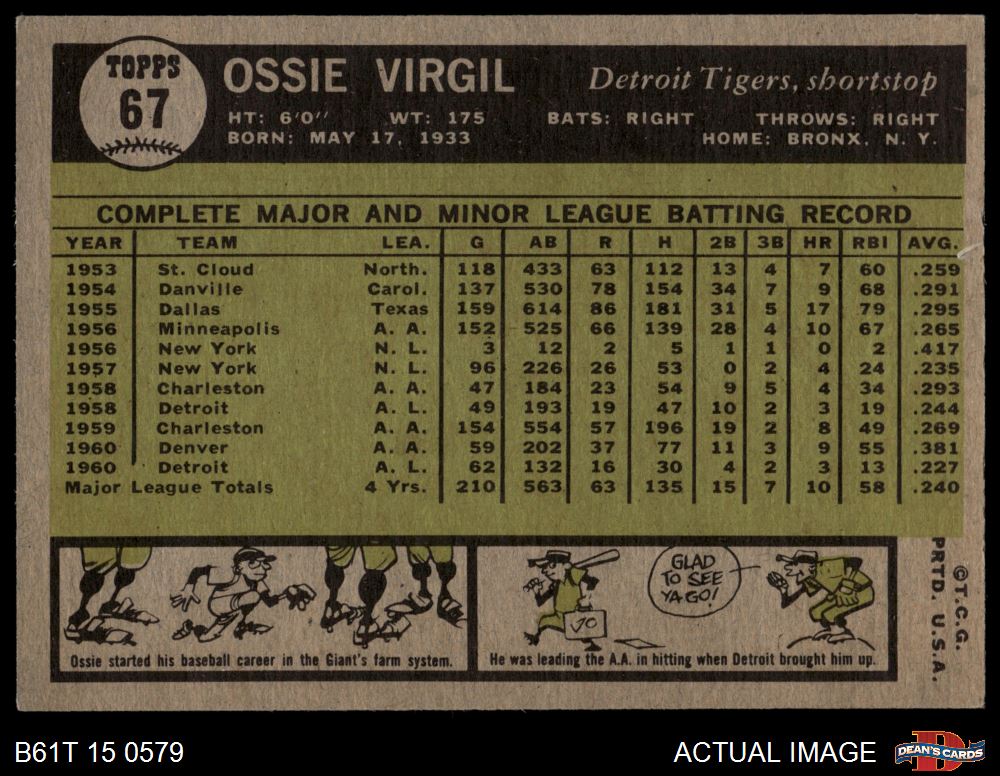 TOPPS
67
OSSIE VIRGIL
Detroit Tigers, shortstop
HT: 6'0" WT: 175 BATS: RIGHT THROWS: RIGHT
BORN: MAY 17, 1933 HOME: BRONX, N. Y.
COMPLETE MAJOR AND MINOR LEAGUE BATTING RECORD
YEAR TEAM LEA. G AB R H 2B 3B HR RBI AVG.
1953 St. Cloud North. 118 433 63 112 13 4 7 60 .259
1954 Danville Carol. 137 530 78 154 34 7 9 68 .291
1955 Dallas Texas 159 614 86 181 31 5 17 79 .295
1956 Minneapolis A. A. 152 525 66 139 28 4 10 67 .265
1956 New York N. L. 3 12 2 5 1 1 0 2 .417
1957 New York N. L. 96 226 26 53 0 2 4 24 .235
1958 Charleston A. A. 47 184 23 54 9 5 4 34 .293
1958 Detroit A. L. 49 193 19 47 10 2 3 19 .244
1959 Charleston A. A. 154 554 57 196 19 2 8 49 .269
1960 Denver A. A. 59 202 37 77 11 3 9 55 .381
1960 Detroit A. L. 62 132 16 30 4 2 3 13 .227
Major League Totals 4 Yrs. 210 563 63 135 15 7 10 58 .240
Ossie started his baseball career in the Giant's farm system.
GLAD
TO SEE
YA GO!
JO
He was leading the A.A. in hitting when Detroit brought him up.
©T.C.G.
PRTD. U.S.A.
B61T 15 0579
ACTUAL IMAGE
DEAN'S CARDS